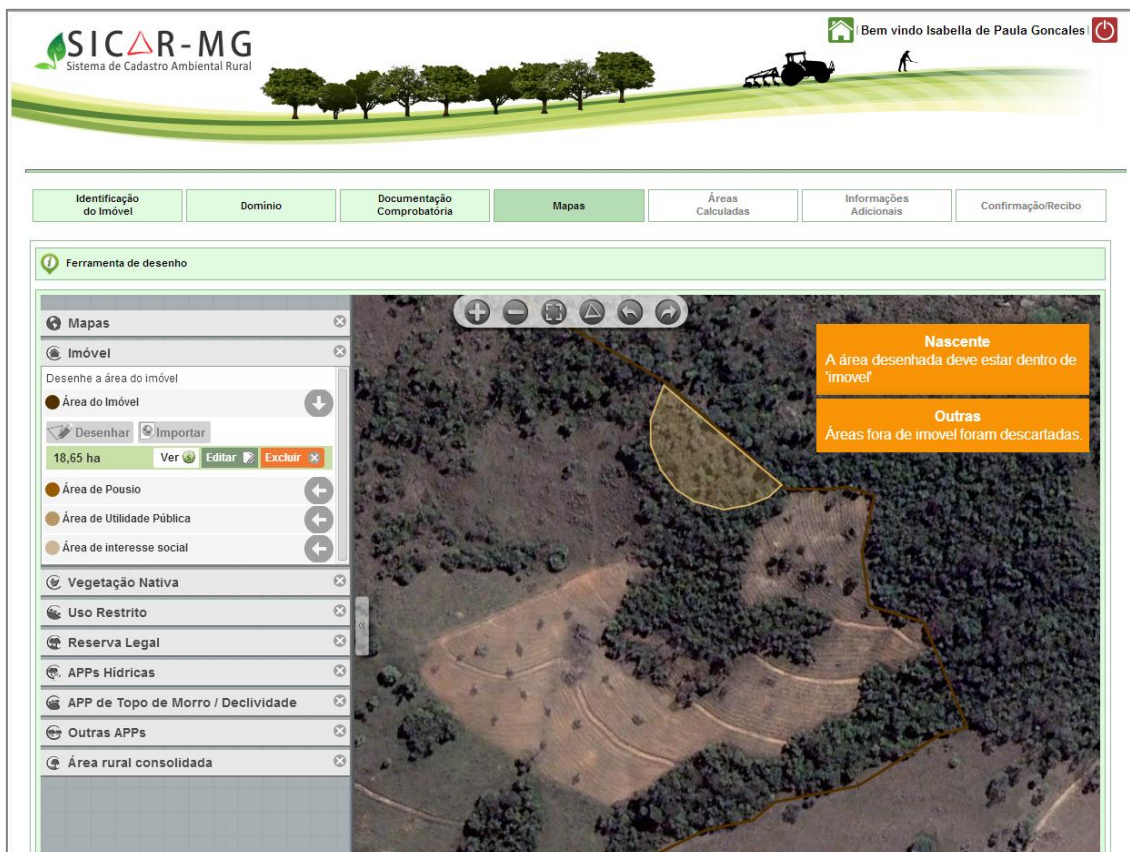 SICAR-MG
Sistema de Cadastro Ambiental Rural
Bem vindo Isabella de Paula Goncales
Identificação
do Imóvel
Domínio
Documentação
Comprobatória
Mapas
Áreas
Calculadas
Informações
Adicionais
Confirmação/Recibo
Ferramenta de desenho
Mapas
Imóvel
Desenhe a área do imóvel
Área do Imóvel
Desenhar Importar
18,65 ha Ver Editar Excluir
Área de Pousio
Área de Utilidade Pública
Área de interesse social
Vegetação Nativa
Uso Restrito
Reserva Legal
APPs Hídricas
APP de Topo de Morro / Declividade
Outras APPs
Área rural consolidada
Nascente
A área desenhada deve estar dentro de
'imovel'
Outras
Áreas fora de imovel foram descartadas.